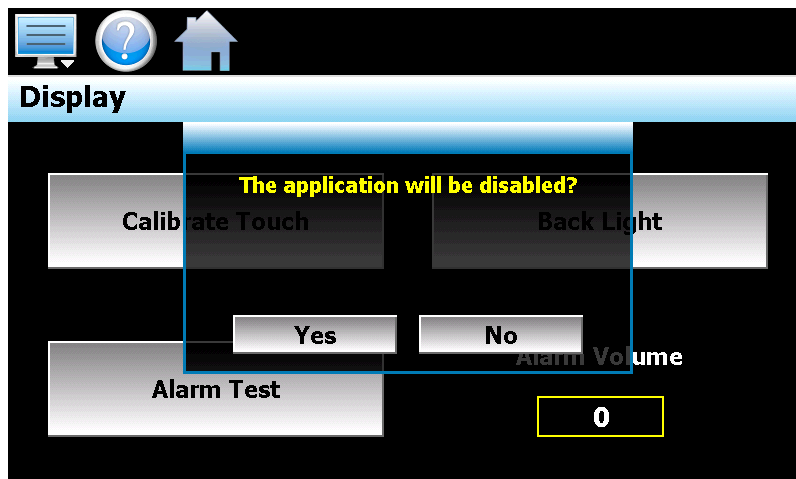 ?
Display
The application will be disabled?
Calibrate Touch
Back Light
Yes
No
Alarm Volume
Alarm Test
0